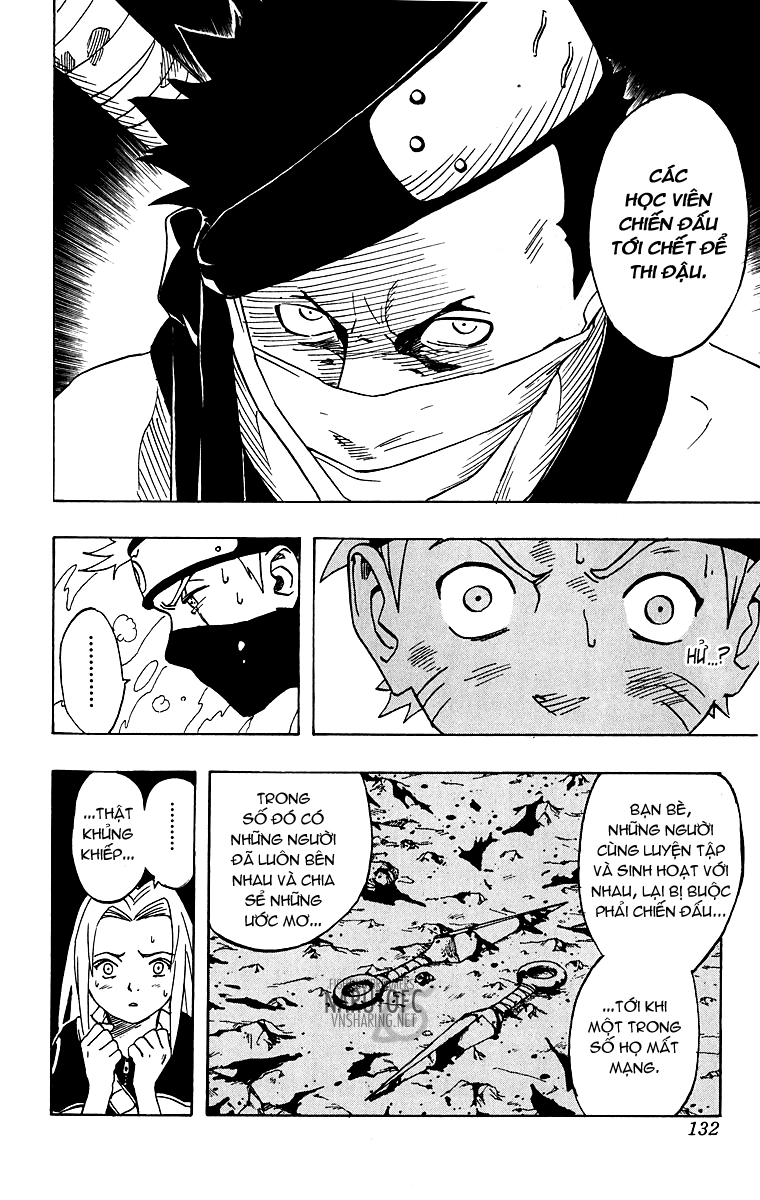 CÁC
HỌC VIÊN
CHIẾN ĐẤU
TỚI CHẾT ĐỂ
THI ĐẬU.
HỬ...?
.........
BẠN BÈ,
NHỮNG NGƯỜI
CÙNG LUYỆN TẬP
VÀ SINH HOẠT VỚI
NHAU, LẠI BỊ BUỘC
PHẢI CHIẾN ĐẤU...
...TỚI KHI
MỘT TRONG
SỐ HỌ MẤT
MẠNG.
TRONG
SỐ ĐÓ CÓ
NHỮNG NGƯỜI
ĐÃ LUÔN BÊN
NHAU VÀ CHIA
SẺ NHỮNG
ƯỚC MƠ...
.......
...THẬT
KHỦNG
KHIẾP...
VNSHARING.NET
132